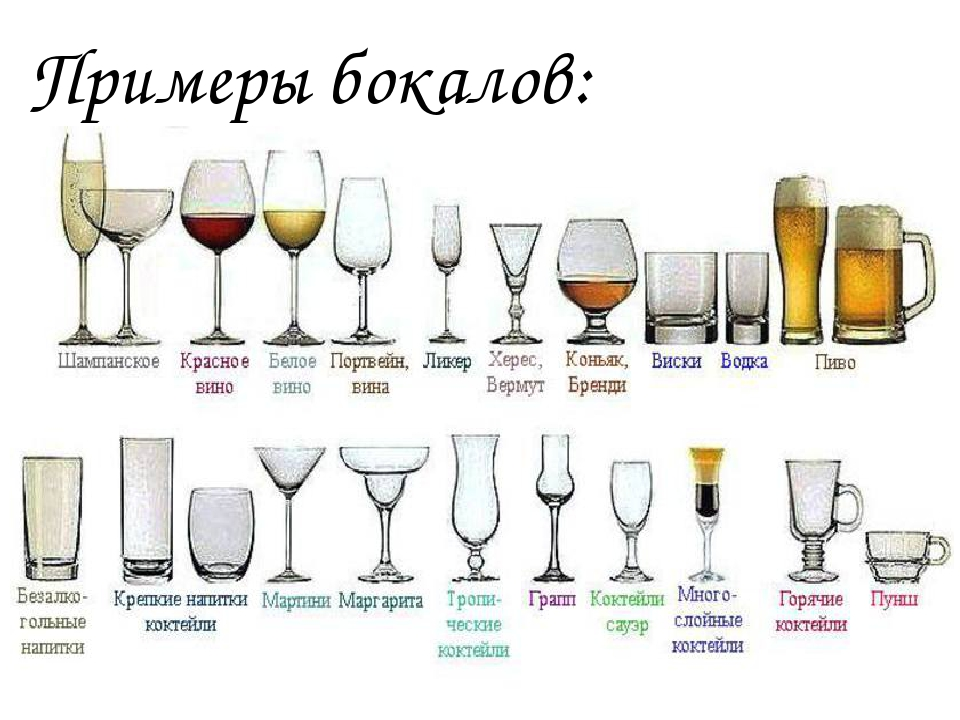 Примеры бокалов:
Шампанское
Красное
вино
Белое
вино
Портвейн,
вина
Ликер
Херес,
Вермут
Коньяк,
Бренди
Виски
Водка
Пиво
Безалко-
гольные
напитки
Крепкие напитки
коктейли
Мартини
Маргарита
Тропи-
ческие
коктейли
Грапп
Коктейли
сауэр
Много-
слойные
коктейли
Горячие
коктейли
Пунш